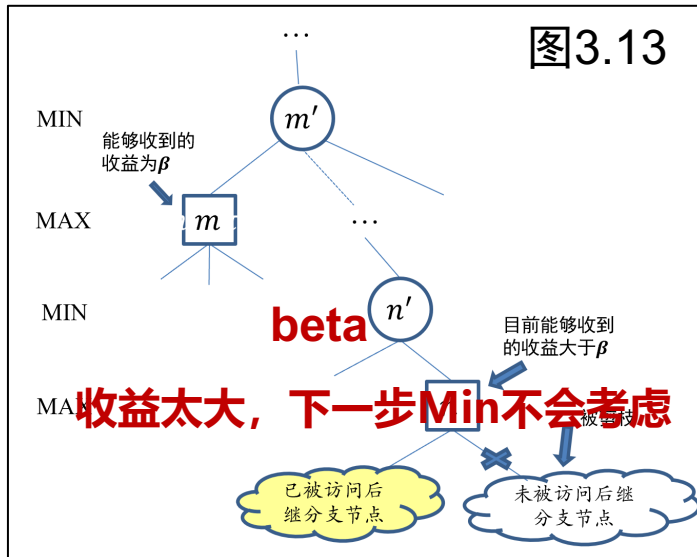 …
图3.13
MIN
m′
能够收到的
收益为β
MAX
m
…
MIN
n′
beta
目前能够收到
的收益大于β
MAX
收益太大，下一步Min不会考虑
已被访问后
继分支节点
未被访问后继
分支节点